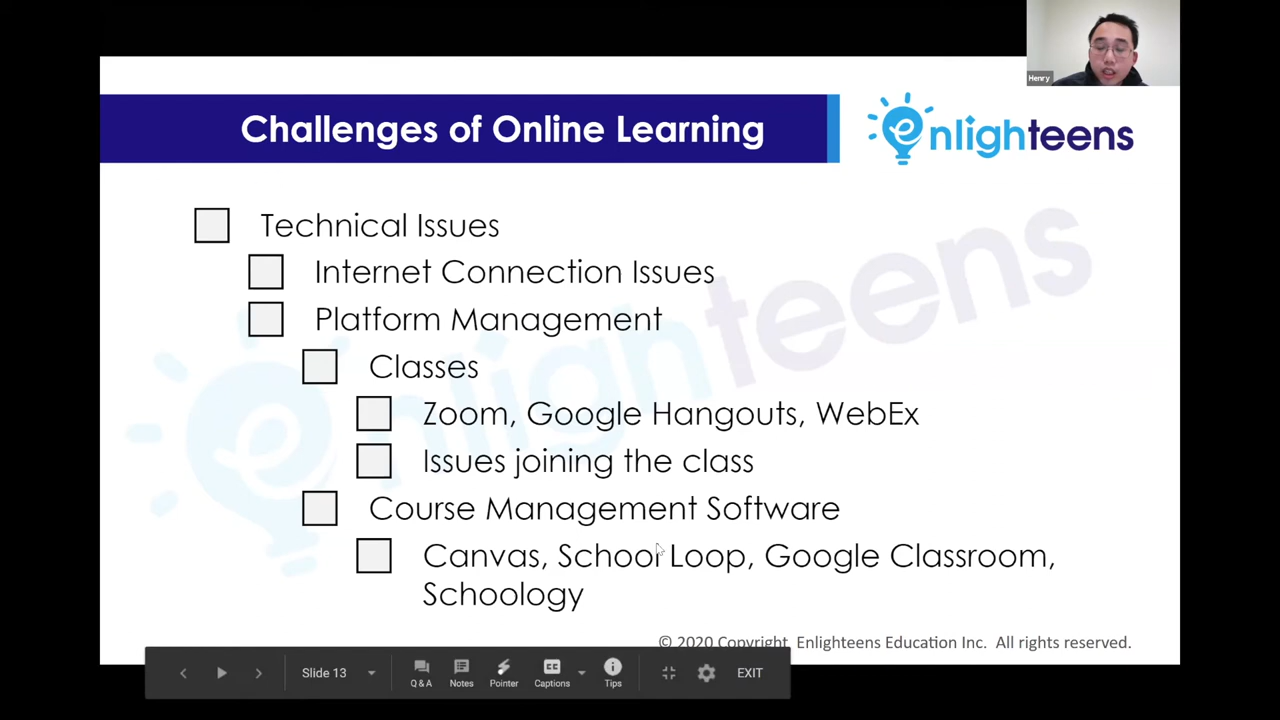 Henry
Challenges of Online Learning
enlighteens
Technical Issues
Internet Connection Issues
Platform Management
Classes
Zoom, Google Hangouts, WebEx
Issues joining the class
Course Management Software
Canvas, School Loop, Google Classroom,
Schoology
enlighteens
© 2020 Copyright, Enlighteens Education Inc. All rights reserved.
Slide 13
Q & A
Notes
Pointer
Captions
Tips
EXIT